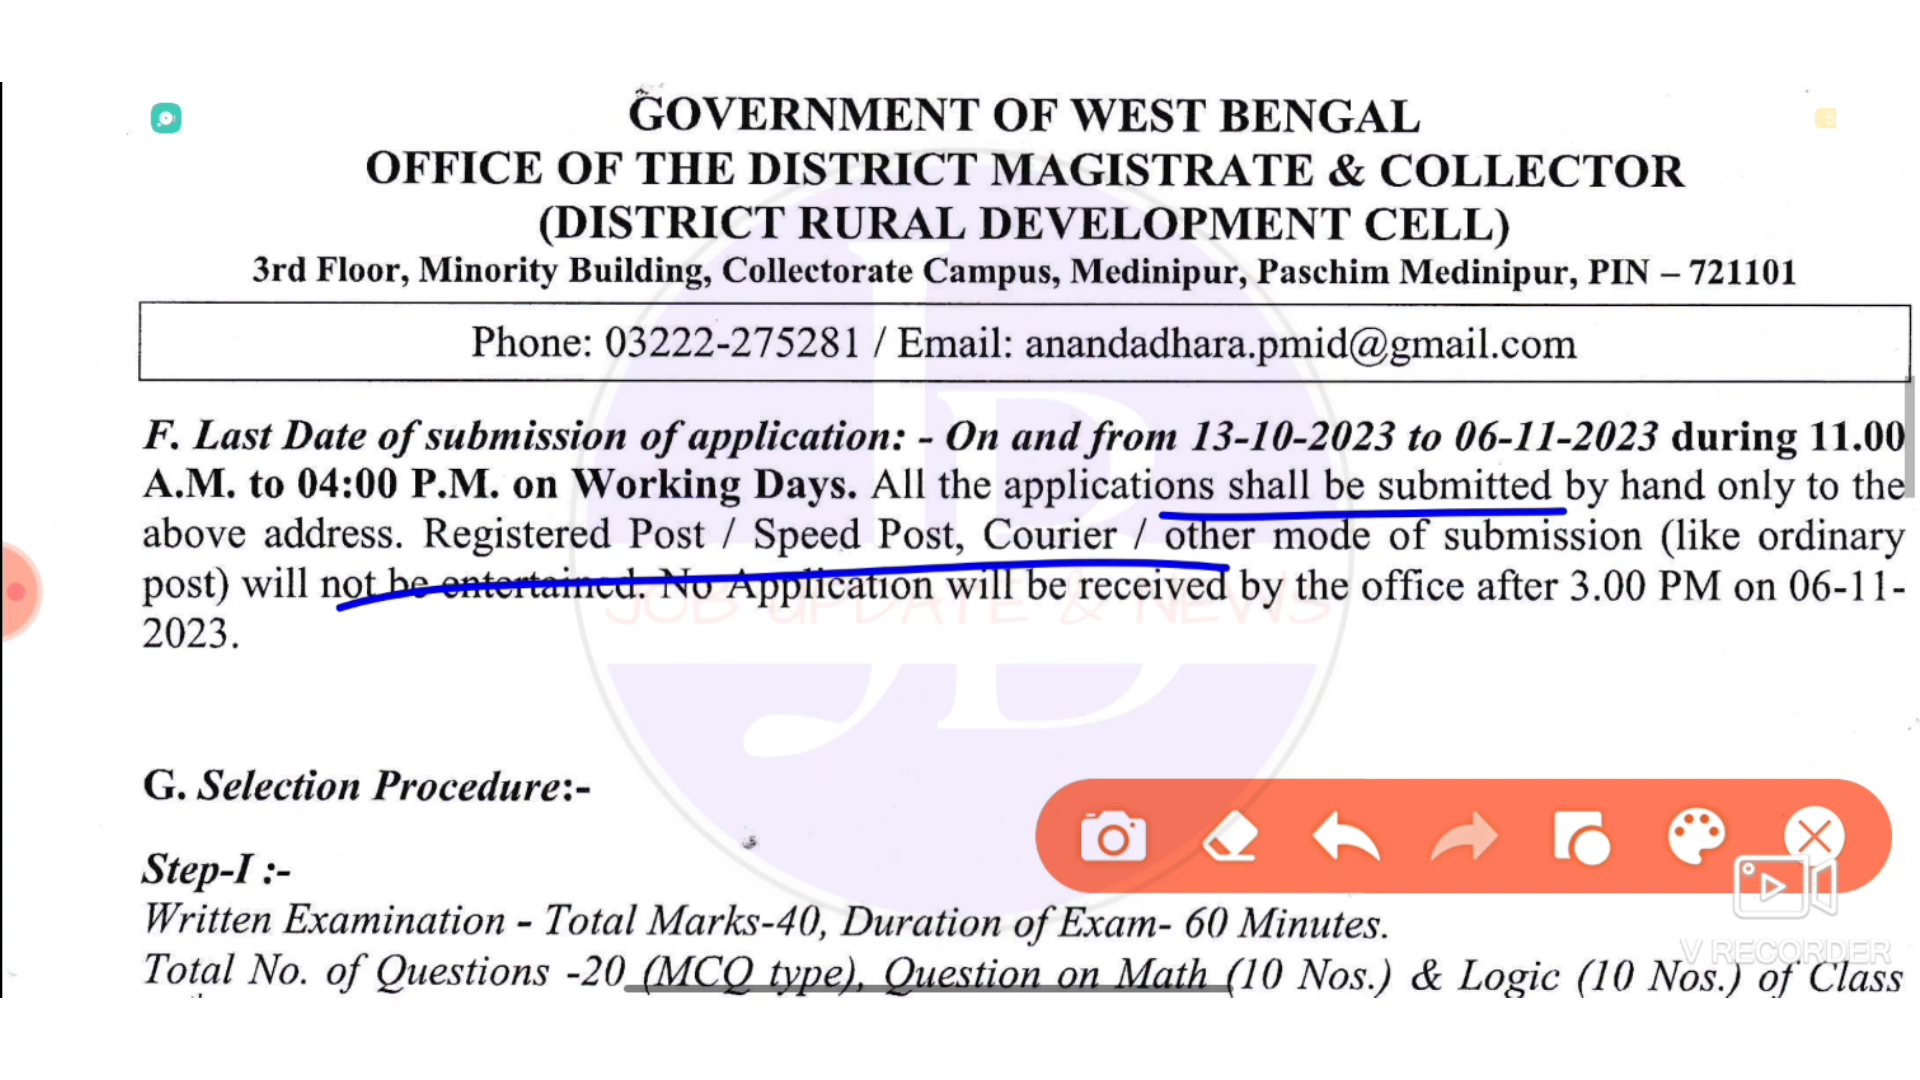 GOVERNMENT OF WEST BENGAL
OFFICE OF THE DISTRICT MAGISTRATE & COLLECTOR
(DISTRICT RURAL DEVELOPMENT CELL)
3rd Floor, Minority Building, Collectorate Campus, Medinipur, Paschim Medinipur, PIN – 721101
Phone: 03222-275281 / Email: anandadhara.pmid@gmail.com
F. Last Date of submission of application: - On and from 13-10-2023 to 06-11-2023 during 11.00
A.M. to 04:00 P.M. on Working Days. All the applications shall be submitted by hand only to the
above address. Registered Post / Speed Post, Courier / other mode of submission (like ordinary
post) will not be entertained. No Application will be received by the office after 3.00 PM on 06-11-
2023.
JOB UPDATE & NEWS
G. Selection Procedure:-
Step-I :-
Written Examination - Total Marks-40, Duration of Exam- 60 Minutes.
V RECORDER
Total No. of Questions -20 (MCQ type), Question on Math (10 Nos.) & Logic (10 Nos.) of Class